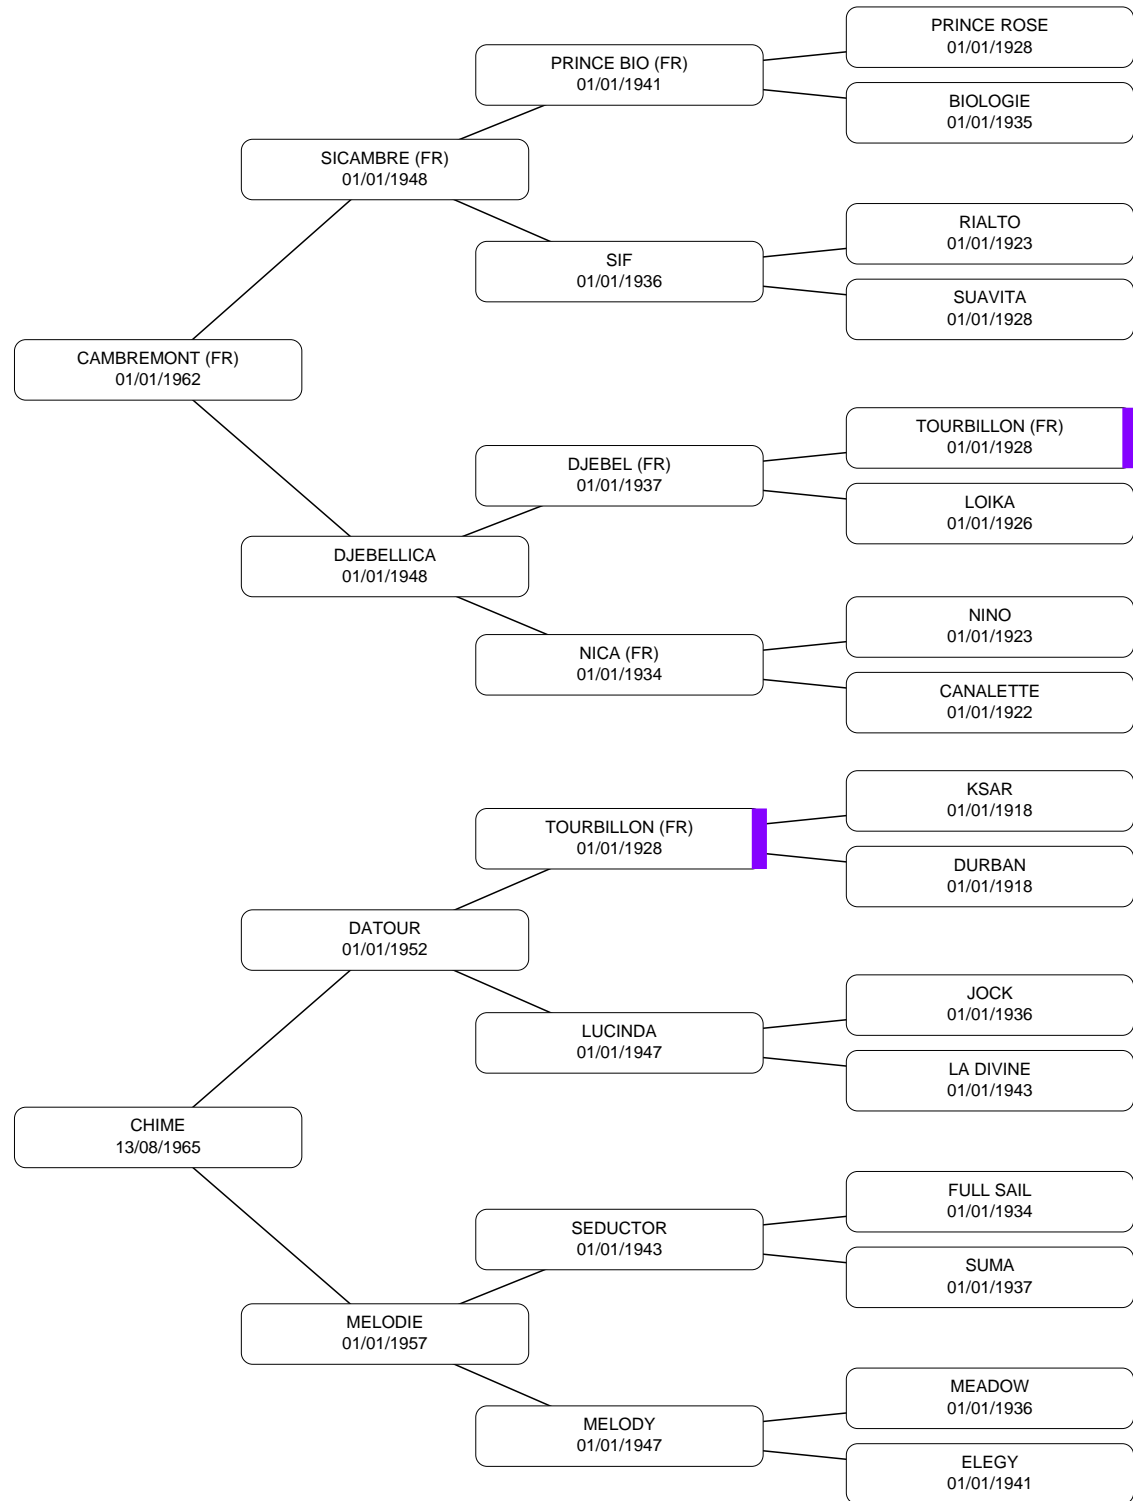 PRINCE ROSE
01/01/1928
PRINCE BIO (FR)
01/01/1941
BIOLOGIE
01/01/1935
SICAMBRE (FR)
01/01/1948
RIALTO
01/01/1923
SIF
01/01/1936
SUAVITA
01/01/1928
CAMBREMONT (FR)
01/01/1962
TOURBILLON (FR)
01/01/1928
DJEBEL (FR)
01/01/1937
LOIKA
01/01/1926
DJEBELLICA
01/01/1948
NINO
01/01/1923
NICA (FR)
01/01/1934
CANALETTE
01/01/1922
KSAR
01/01/1918
TOURBILLON (FR)
01/01/1928
DURBAN
01/01/1918
DATOUR
01/01/1952
JOCK
01/01/1936
LUCINDA
01/01/1947
LA DIVINE
01/01/1943
CHIME
13/08/1965
FULL SAIL
01/01/1934
SEDUCTOR
01/01/1943
SUMA
01/01/1937
MELODIE
01/01/1957
MEADOW
01/01/1936
MELODY
01/01/1947
ELEGY
01/01/1941